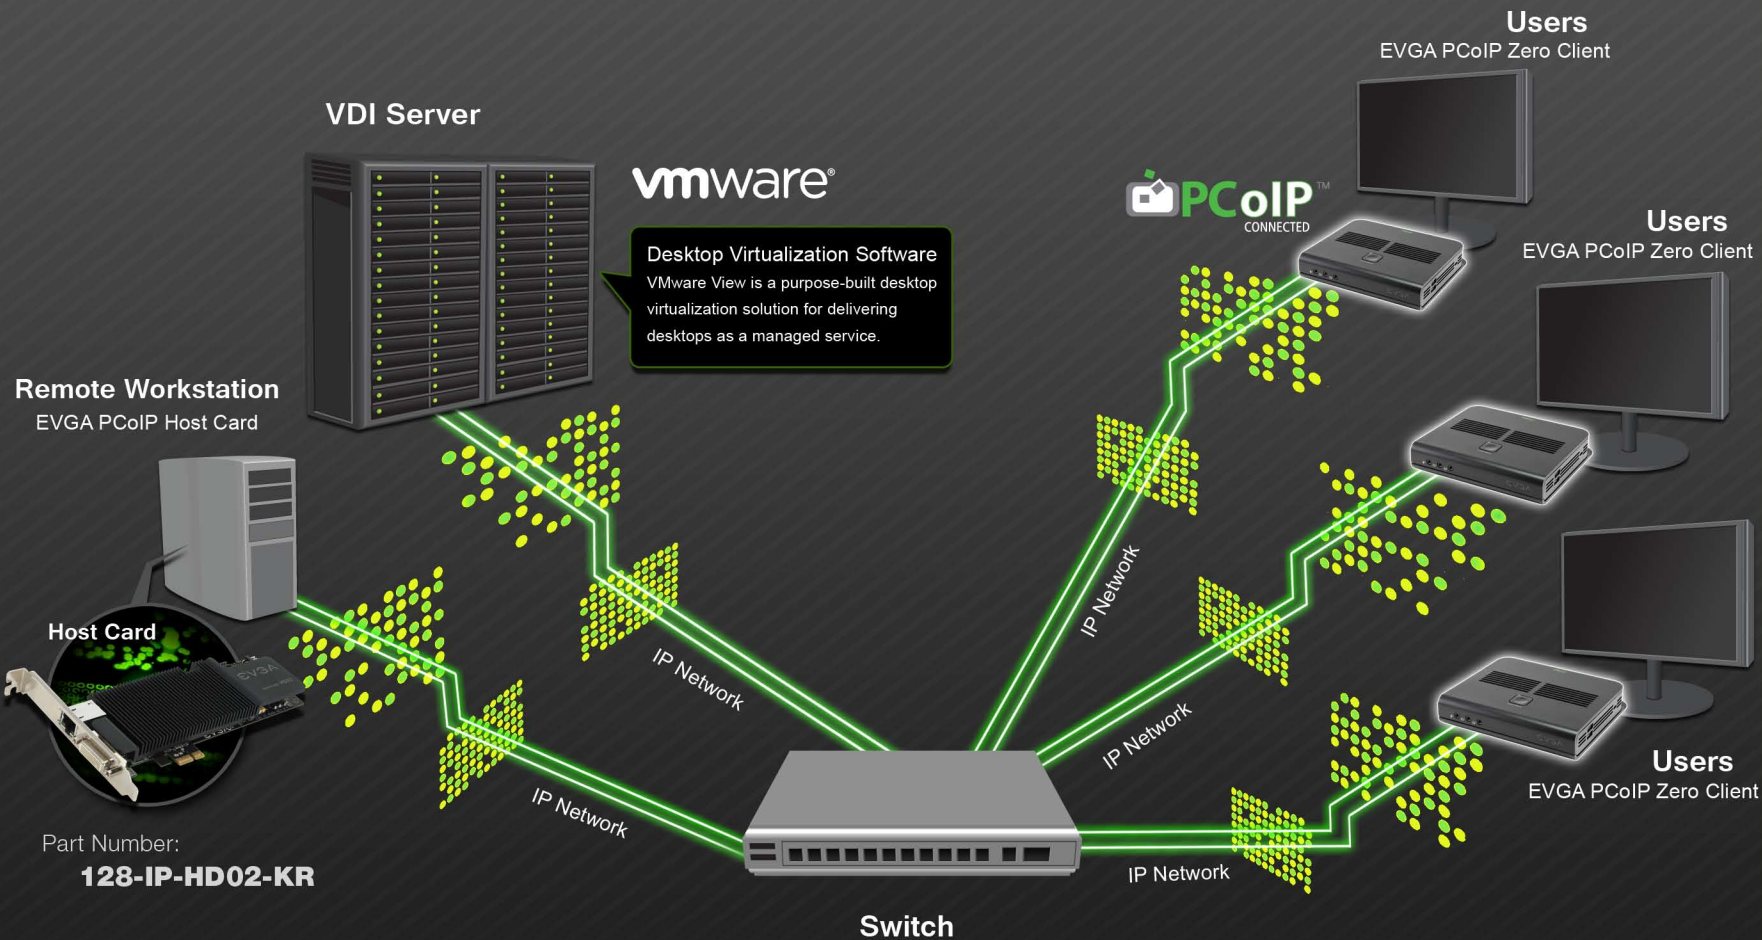 Users
EVGA PCoIP Zero Client
VDI Server
vmware®
Desktop Virtualization Software
VMware View is a purpose-built desktop
virtualization solution for delivering
desktops as a managed service.
PCoIP™
CONNECTED
Users
EVGA PCoIP Zero Client
Remote Workstation
EVGA PCoIP Host Card
Host Card
EVGA
IP Network
IP Network
IP Network
IP Network
IP Network
Users
EVGA PCoIP Zero Client
Part Number:
128-IP-HD02-KR
Switch